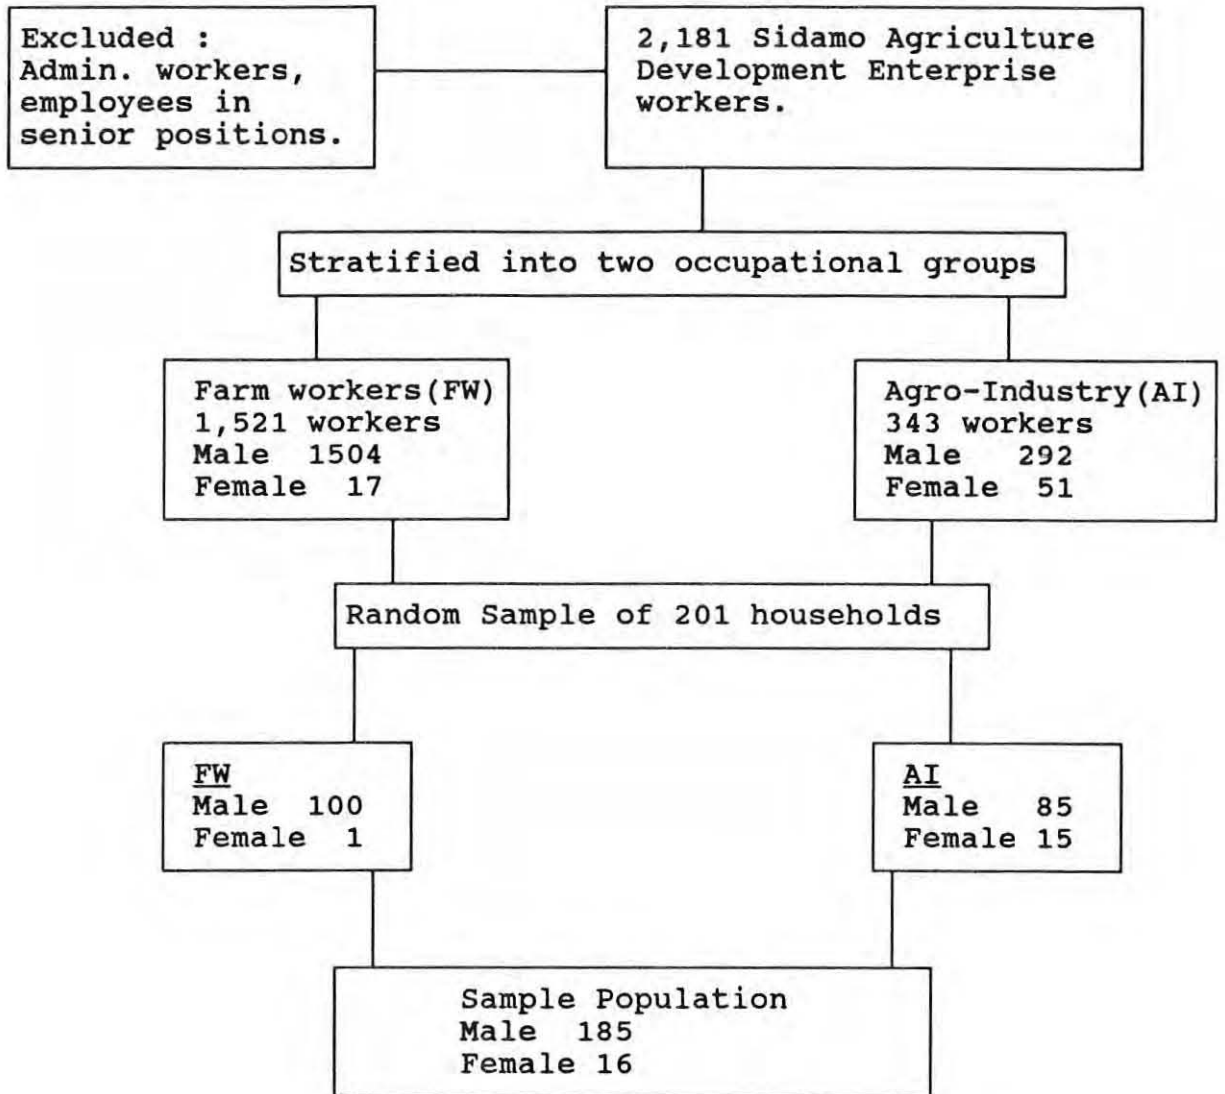 Excluded :
Admin. workers,
employees in
senior positions.
2,181 Sidamo Agriculture
Development Enterprise
workers.
Stratified into two occupational groups
Farm workers(FW)
1,521 workers
Male 1504
Female 17
Agro-Industry(AI)
343 workers
Male 292
Female 51
Random Sample of 201 households
FW
Male 100
Female 1
AI
Male 85
Female 15
Sample Population
Male 185
Female 16